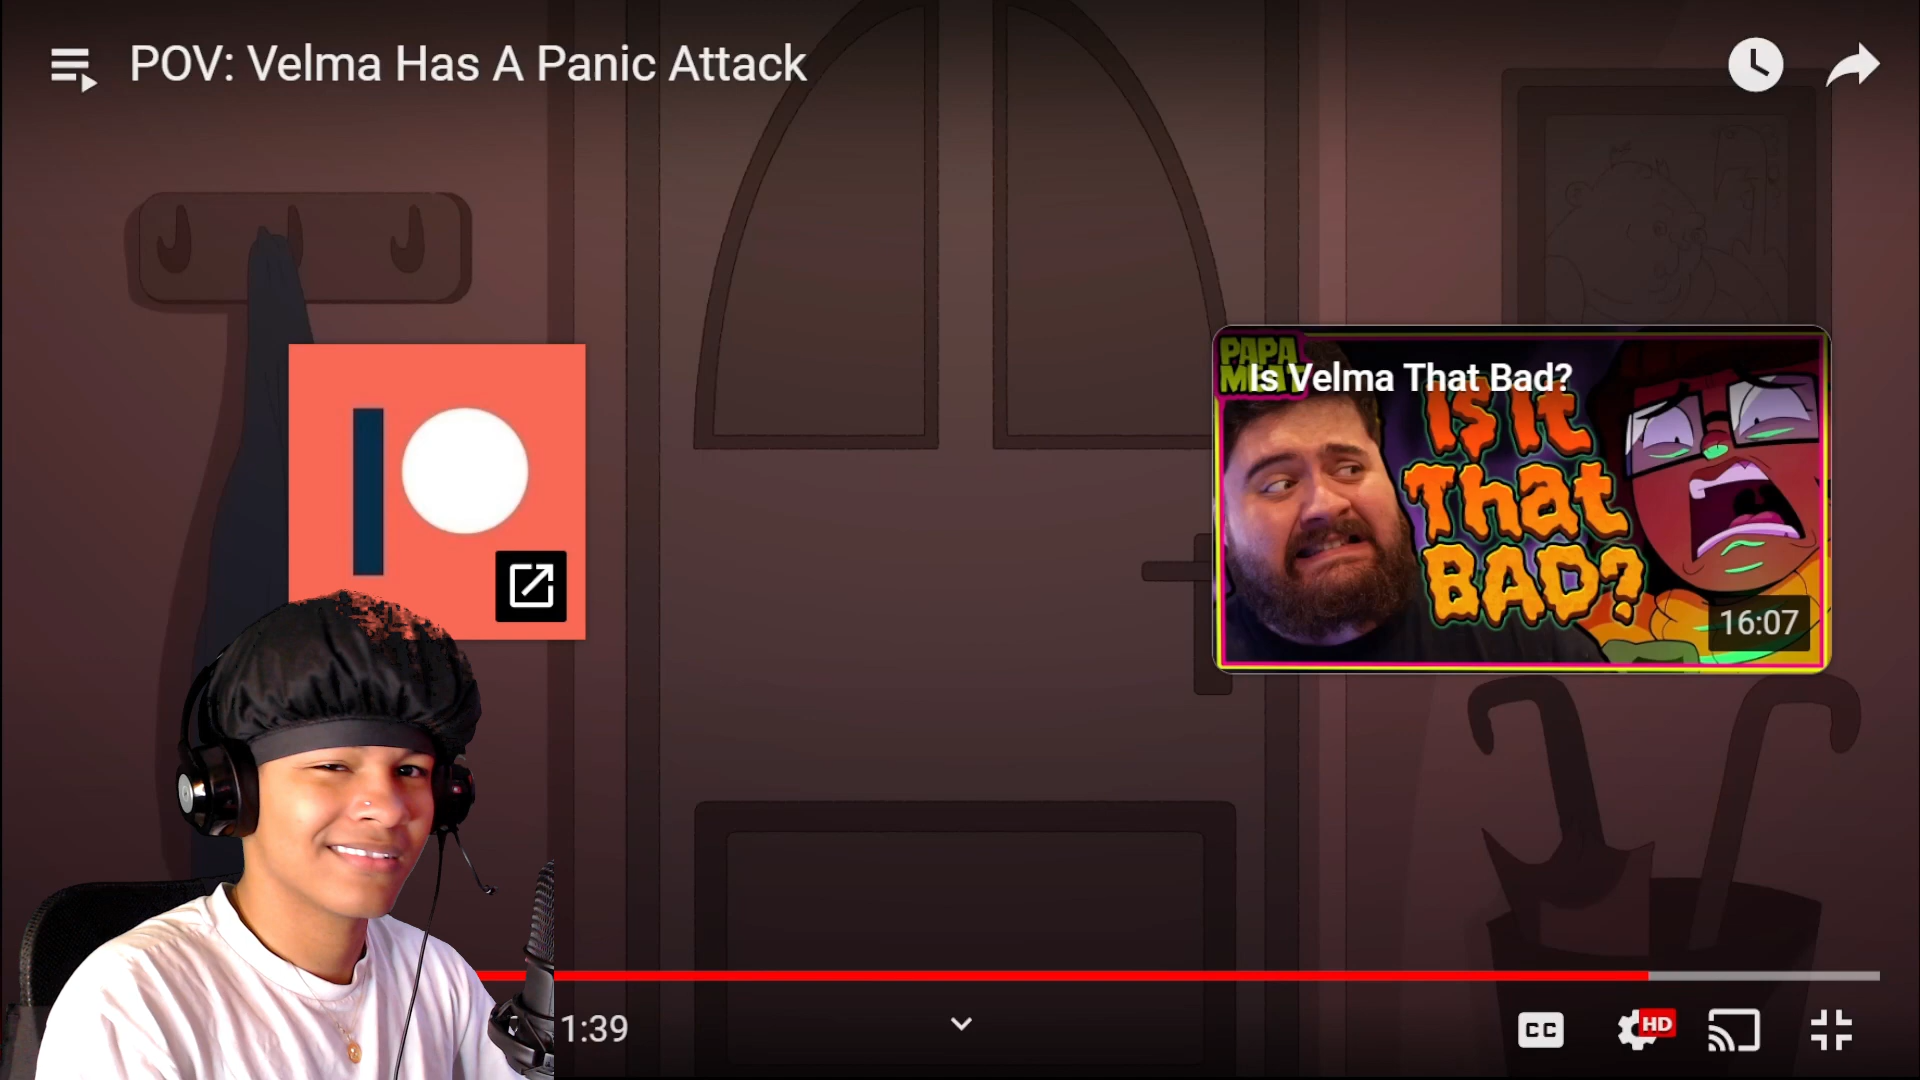 POV: Velma Has A Panic Attack
PAPA
Is Velma That Bad?
Is It
That
BAD?
16:07
1:39
CC
HD